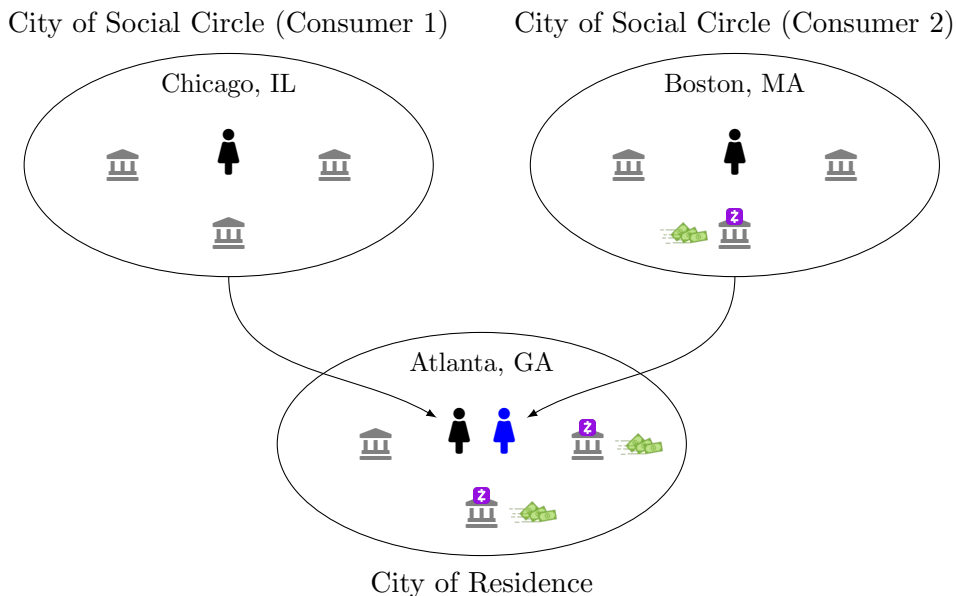 City of Social Circle (Consumer 1)
City of Social Circle (Consumer 2)
Chicago, IL
Boston, MA
Atlanta, GA
City of Residence